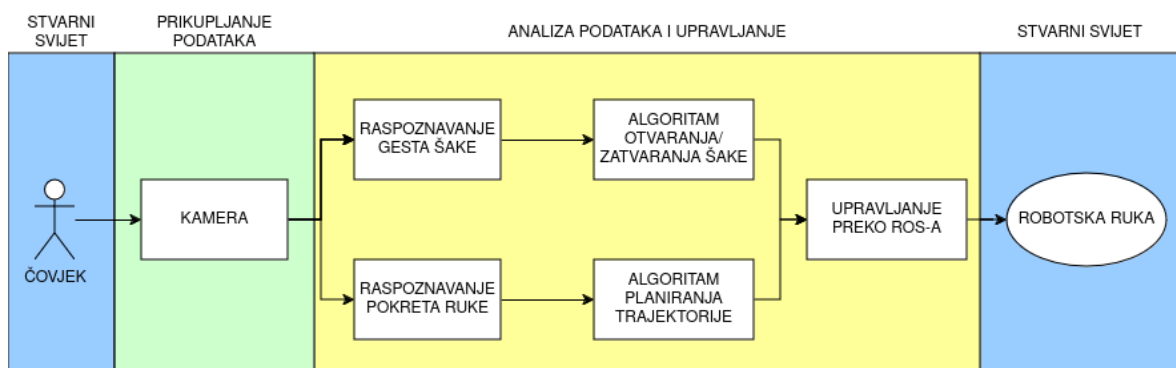 STVARNI
SVIJET
PRIKUPLJANJE
PODATAKA
ANALIZA PODATAKA I UPRAVLJANJE
STVARNI SVIJET
ČOVJEK
KAMERA
RASPOZNAVANJE
GESTA ŠAKE
ALGORITAM
OTVARANJA/
ZATVARANJA ŠAKE
RASPOZNAVANJE
POKRETA RUKE
ALGORITAM
PLANIRANJA
TRAJEKTORIJE
UPRAVLJANJE
PREKO ROS-A
ROBOTSKA RUKA